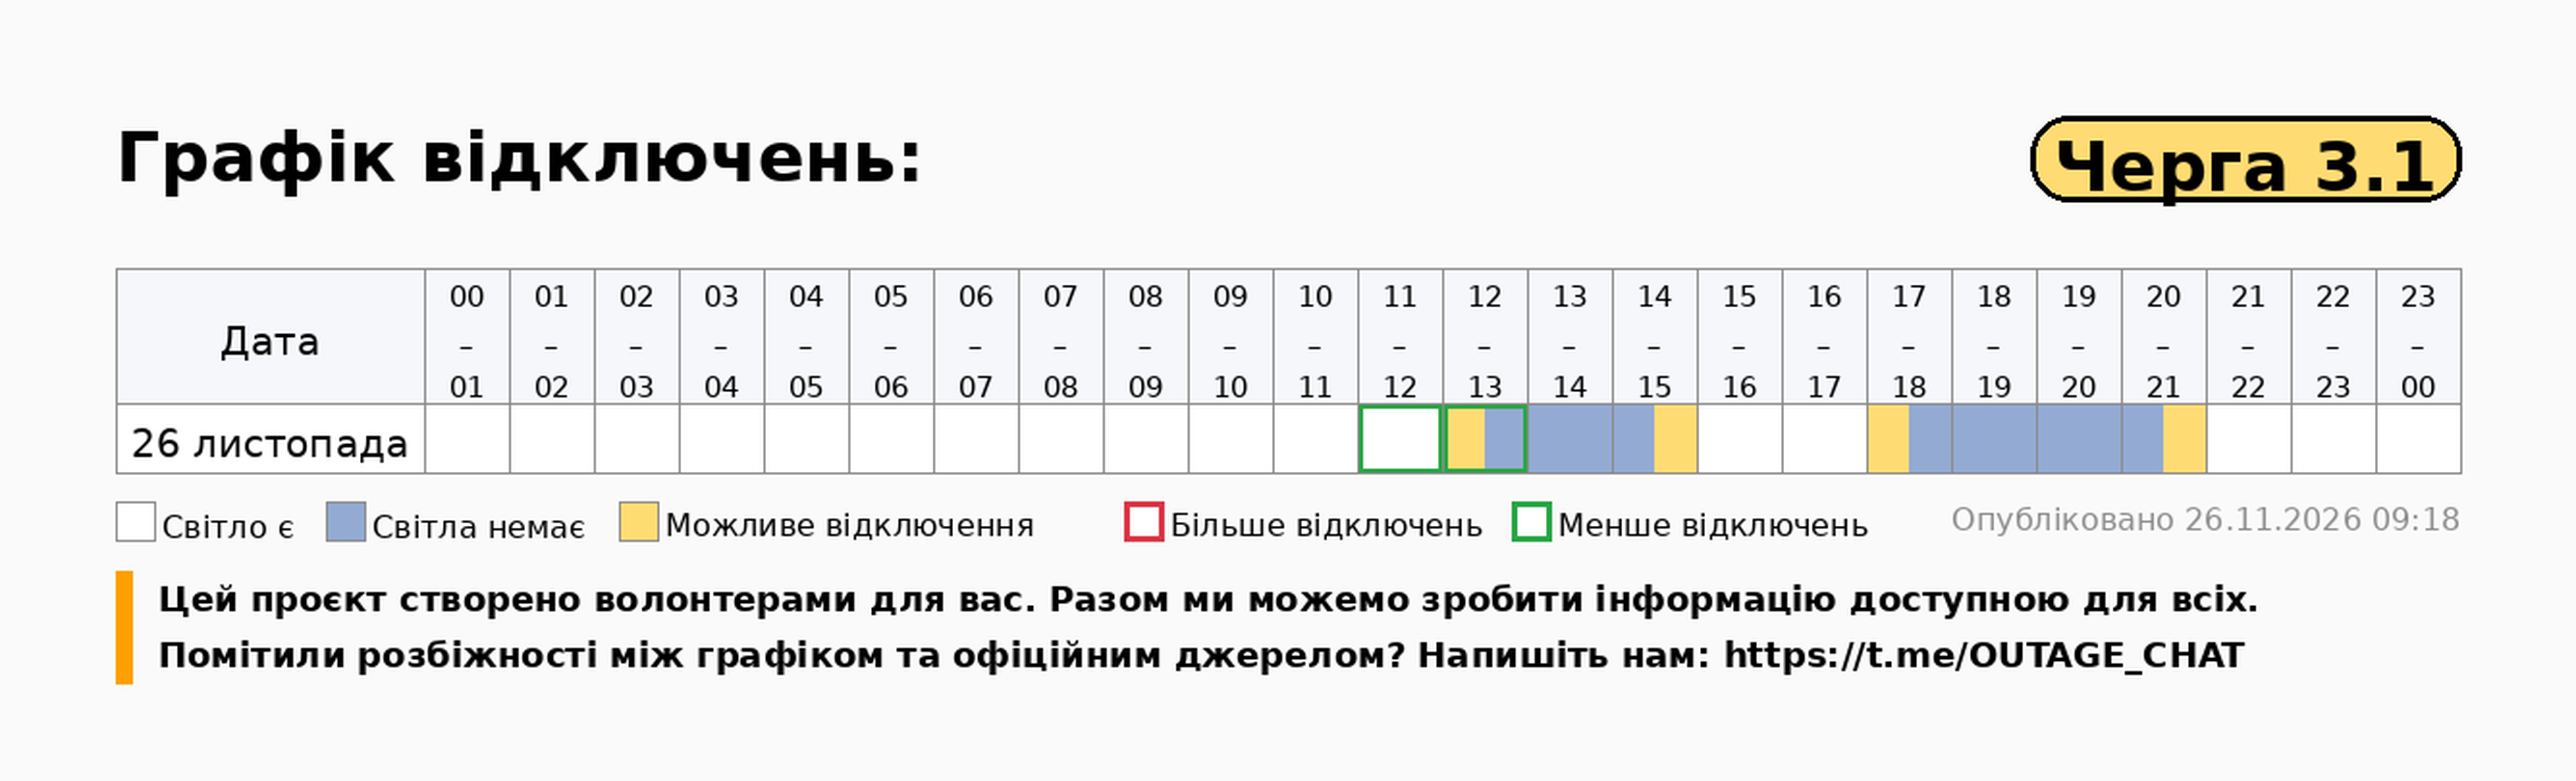 Графік відключень:
Черга 3.1
Дата
00 – 01
01 – 02
02 – 03
03 – 04
04 – 05
05 – 06
06 – 07
07 – 08
08 – 09
09 – 10
10 – 11
11 – 12
12 – 13
13 – 14
14 – 15
15 – 16
16 – 17
17 – 18
18 – 19
19 – 20
20 – 21
21 – 22
22 – 23
23 – 00
26 листопада
Світло є
Світла немає
Можливе відключення
Більше відключень
Менше відключень
Опубліковано 26.11.2026 09:18
Цей проєкт створено волонтерами для вас. Разом ми можемо зробити інформацію доступною для всіх.
Помітили розбіжності між графіком та офіційним джерелом? Напишіть нам: https://t.me/OUTAGE_CHAT